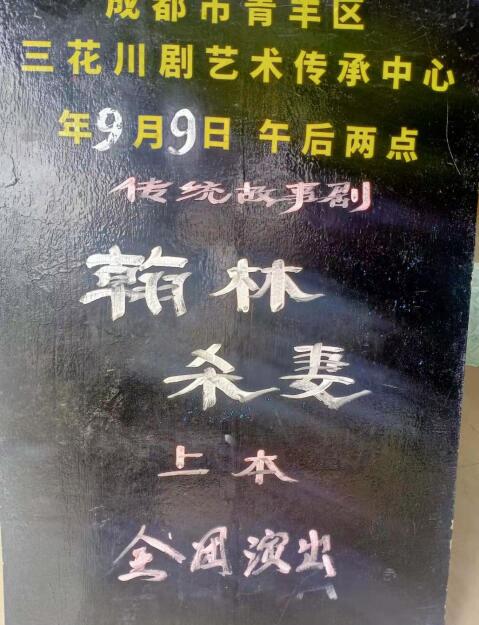 成都市青羊区
三花川剧艺术传承中心
年9月9日 午后两点
传统故事剧
翰林
杀妻
上本
全团演出